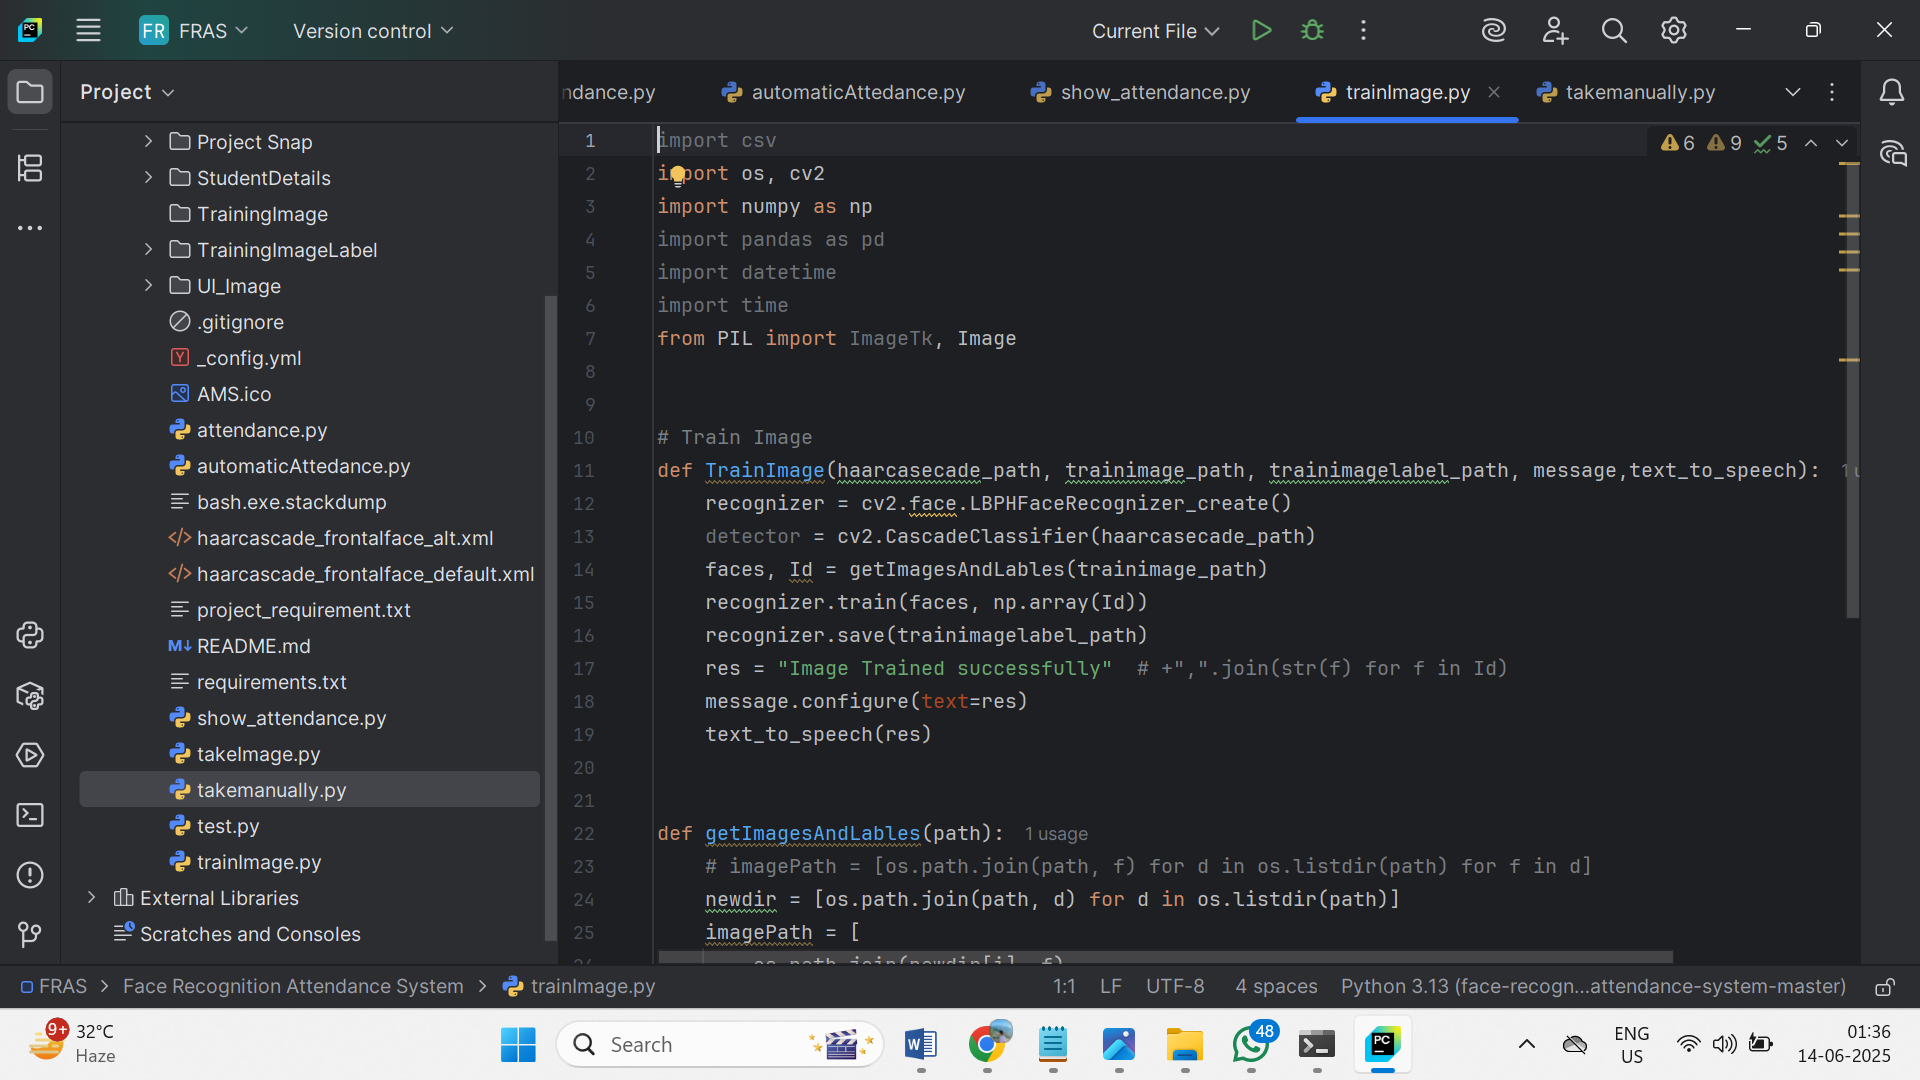 PC
FR FRAS
Version control
Current File
Project
ndance.py
automaticAttedance.py
show_attendance.py
trainImage.py
takemanually.py
Project Snap
StudentDetails
TrainingImage
TrainingImageLabel
UI_Image
.gitignore
Y _config.yml
AMS.ico
attendance.py
automaticAttedance.py
bash.exe.stackdump
</> haarcascade_frontalface_alt.xml
</> haarcascade_frontalface_default.xml
project_requirement.txt
M↓ README.md
requirements.txt
show_attendance.py
takeImage.py
takemanually.py
test.py
trainImage.py
External Libraries
Scratches and Consoles
6 9 5
1 import csv
2 import os, cv2
3 import numpy as np
4 import pandas as pd
5 import datetime
6 import time
7 from PIL import ImageTk, Image
8
9
10 # Train Image
11 def TrainImage(haarcasecade_path, trainimage_path, trainimagelabel_path, message,text_to_speech): 1 u
12 recognizer = cv2.face.LBPHFaceRecognizer_create()
13 detector = cv2.CascadeClassifier(haarcasecade_path)
14 faces, Id = getImagesAndLables(trainimage_path)
15 recognizer.train(faces, np.array(Id))
16 recognizer.save(trainimagelabel_path)
17 res = "Image Trained successfully"  # +",".join(str(f) for f in Id)
18 message.configure(text=res)
19 text_to_speech(res)
20
21
22 def getImagesAndLables(path): 1 usage
23 # imagePath = [os.path.join(path, f) for d in os.listdir(path) for f in d]
24 newdir = [os.path.join(path, d) for d in os.listdir(path)]
25 imagePath = [
26 os.path.join(newdir[i], f)
FRAS > Face Recognition Attendance System > trainImage.py
1:1 LF UTF-8 4 spaces Python 3.13 (face-recogn...attendance-system-master)
9+ 32°C
Haze
Search
W
48
PC
ENG
US
01:36
14-06-2025